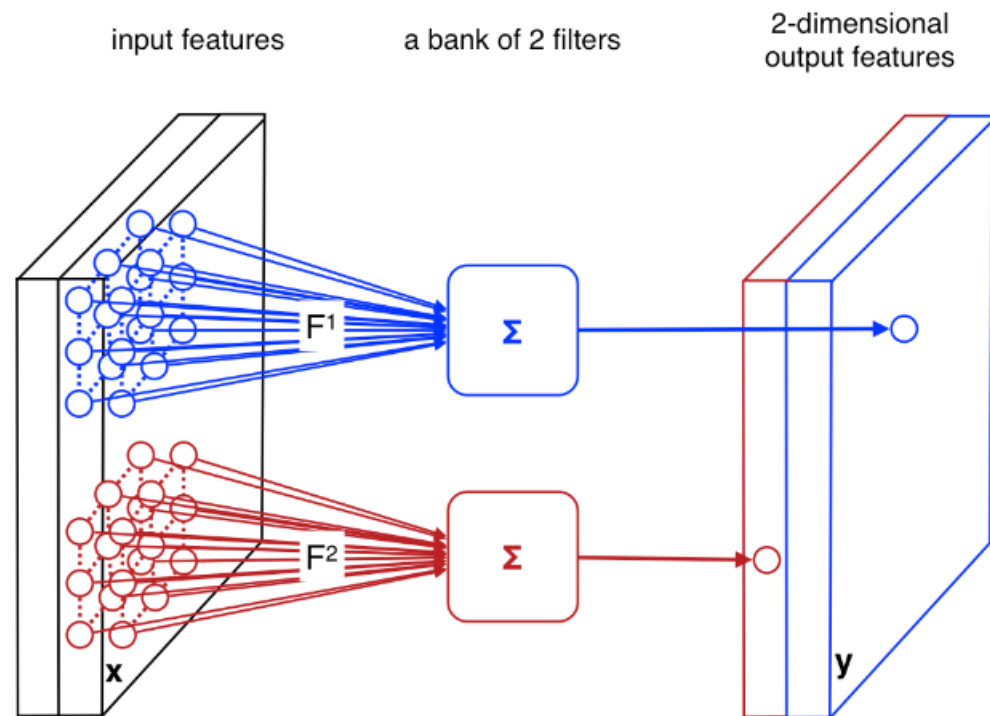 input features
a bank of 2 filters
2-dimensional
output features
F¹
Σ
F²
Σ
x
y